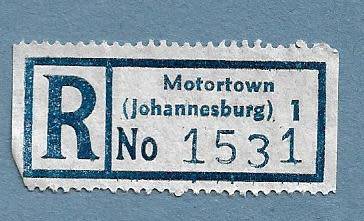 R
Motortown
(Johannesburg) 1
No 1531